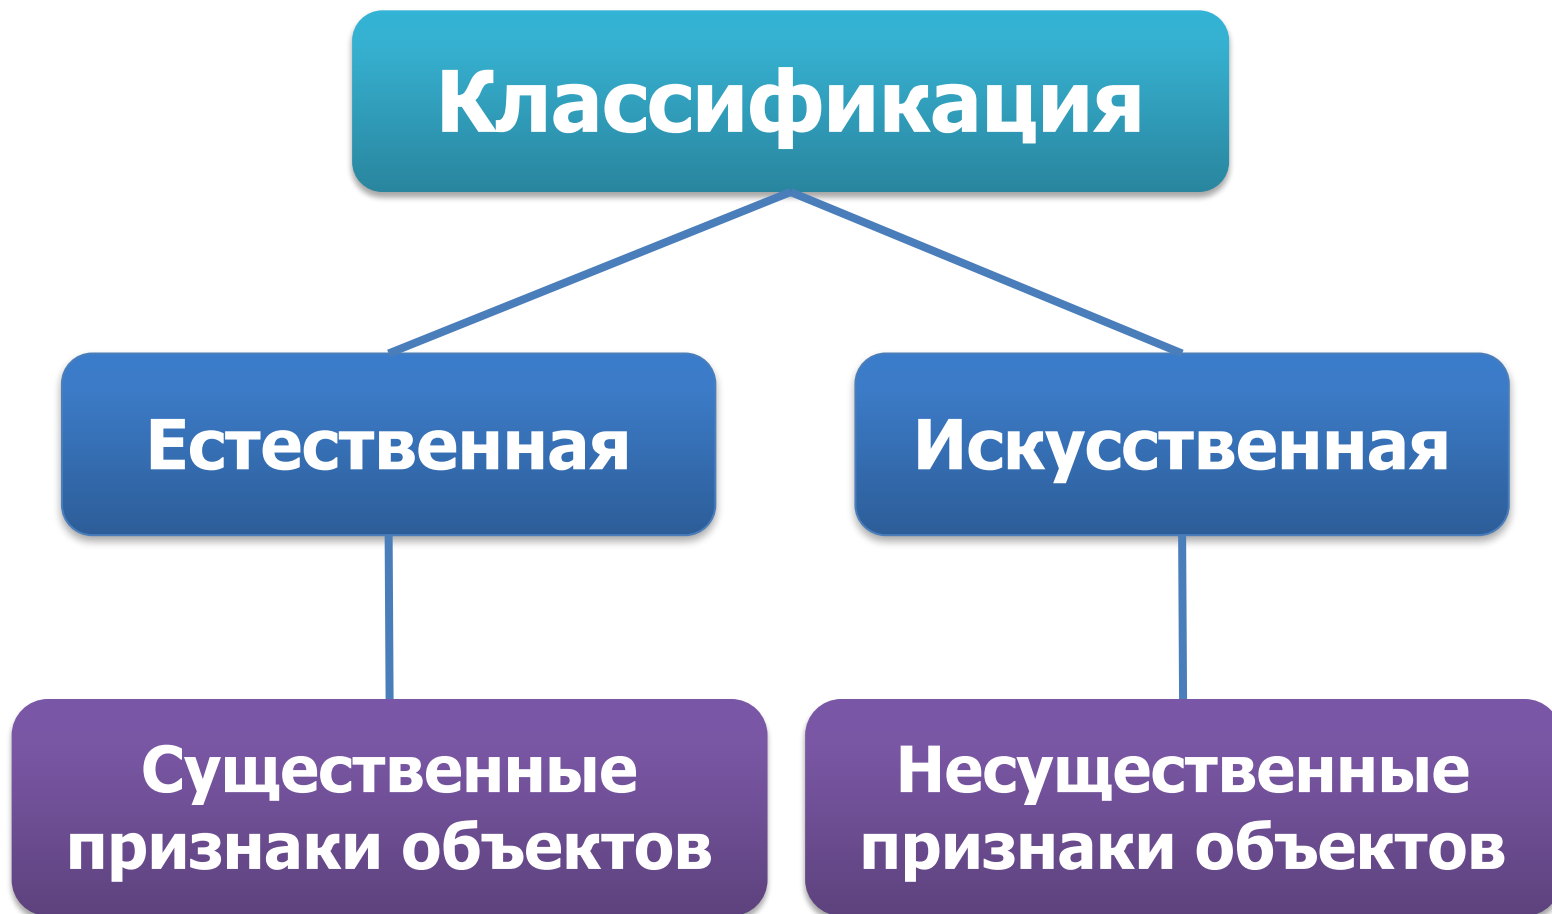 Классификация
Естественная
Искусственная
Существенные
признаки объектов
Несущественные
признаки объектов